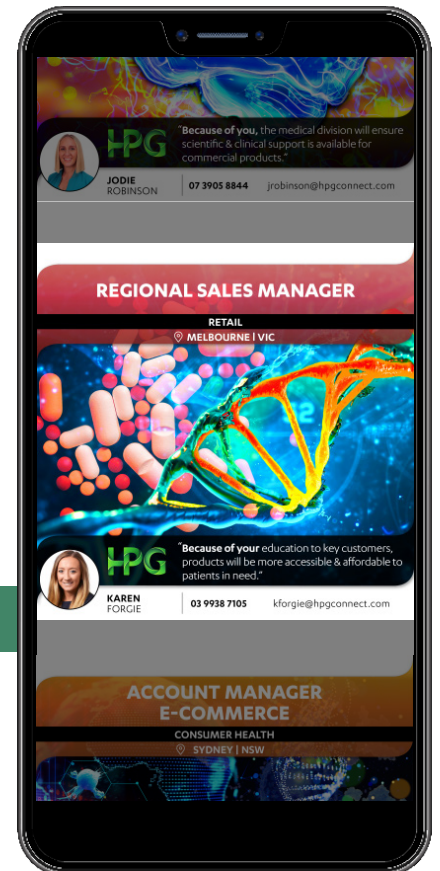 HPG
“Because of you, the medical division will ensure
scientific & clinical support is available for
commercial products.”
JODIE
ROBINSON
07 3905 8844
jrobinson@hpgconnect.com
REGIONAL SALES MANAGER
RETAIL
MELBOURNE | VIC
HPG
“Because of your education to key customers,
products will be more accessible & affordable to
patients in need.”
KAREN
FORGIE
03 9938 7105
kforgie@hpgconnect.com
ACCOUNT MANAGER
E-COMMERCE
CONSUMER HEALTH
SYDNEY | NSW